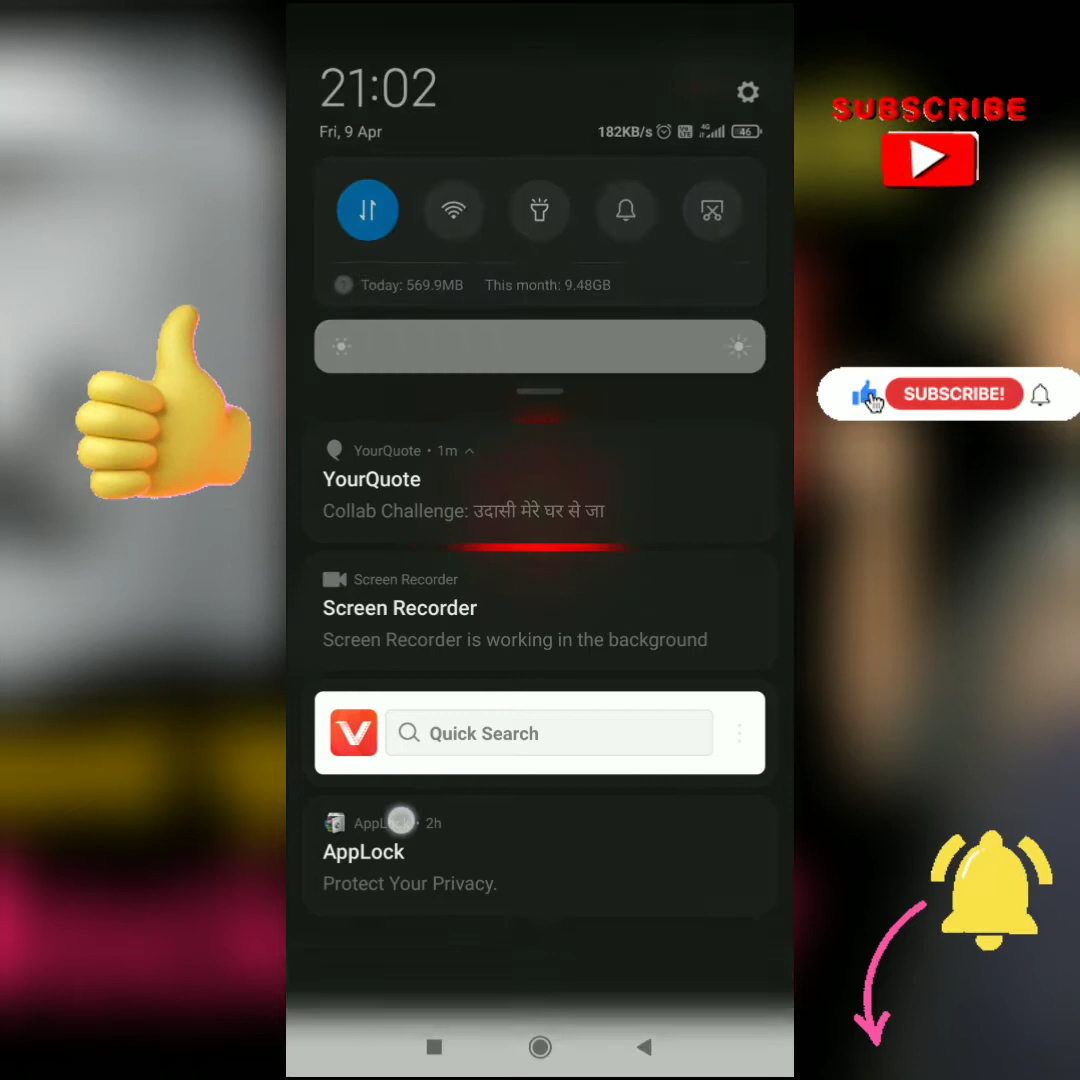 21:02
Fri, 9 Apr
182KB/s 4G 46
Today: 569.9MB This month: 9.48GB
YourQuote • 1m
YourQuote
Collab Challenge: उदासी मेरे घर से जा
Screen Recorder
Screen Recorder
Screen Recorder is working in the background
Quick Search
2h
AppLock
Protect Your Privacy.
SUBSCRIBE
SUBSCRIBE!